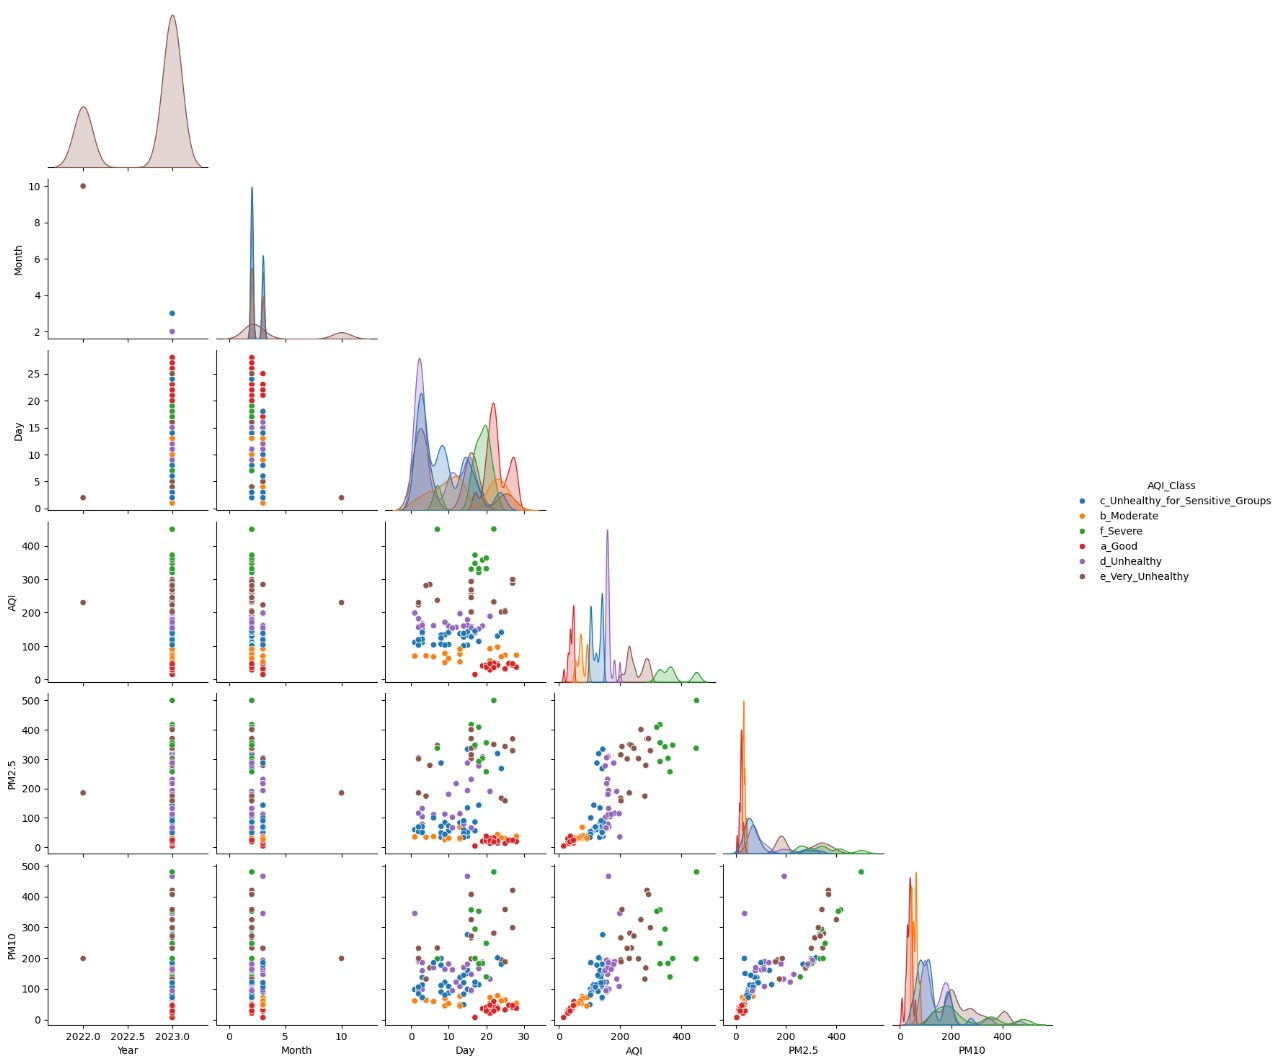 10
8
6
4
2
Month
25
20
15
10
5
0
Day
400
300
200
100
0
AQI
500
400
300
200
100
0
PM2.5
500
400
300
200
100
0
PM10
2022.0 2022.5 2023.0
Year
0 5 10
Month
0 10 20 30
Day
0 200 400
AQI
0 200 400
PM2.5
0 200 400
PM10
AQI_Class
c_Unhealthy_for_Sensitive_Groups
b_Moderate
f_Severe
a_Good
d_Unhealthy
e_Very_Unhealthy